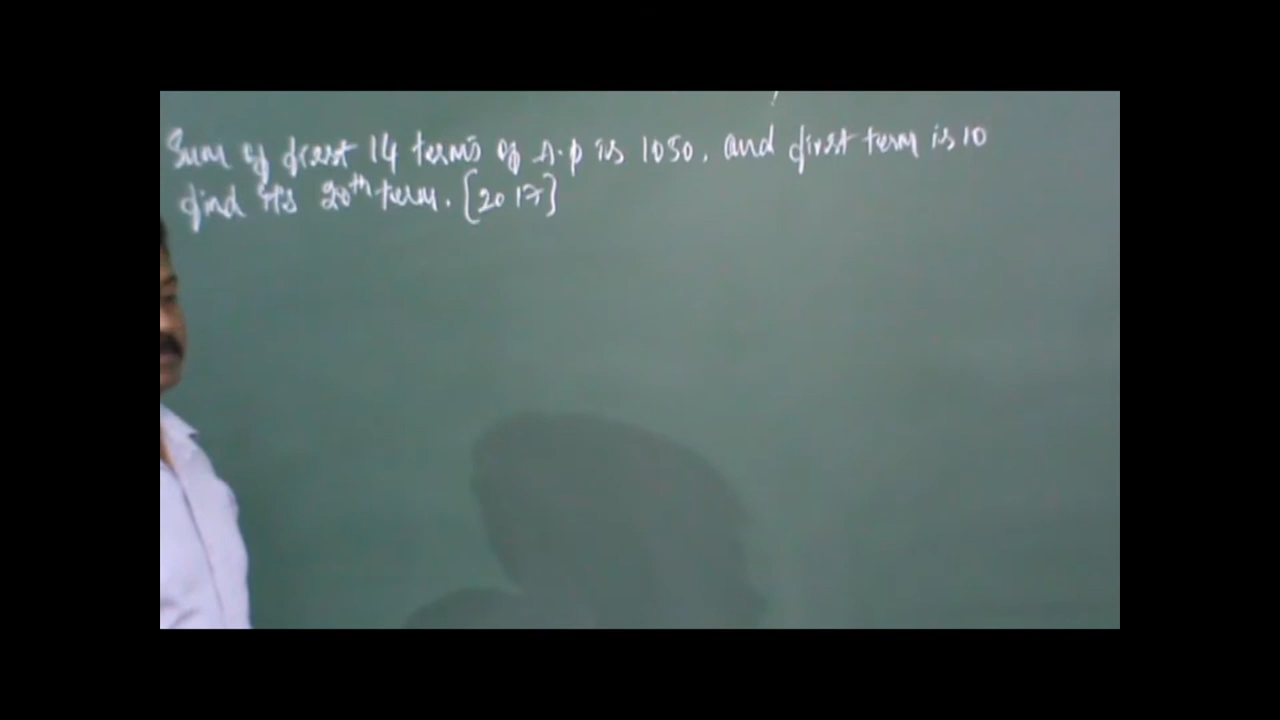 Sum of first 14 terms of A.p is 1050, and first term is 10
find its 20th term. [2017]